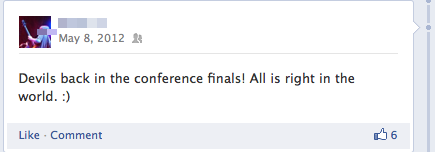 May 8, 2012
Devils back in the conference finals! All is right in the
world. :)
Like · Comment 6